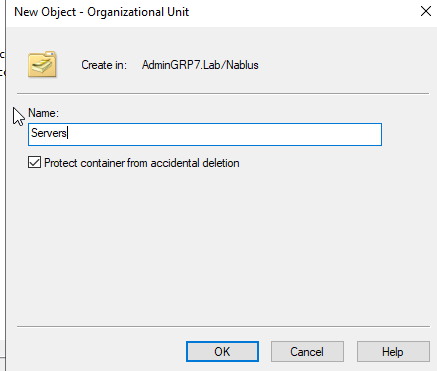 New Object - Organizational Unit
Create in: AdminGRP7.Lab/Nablus
Name:
Servers
Protect container from accidental deletion
OK Cancel Help